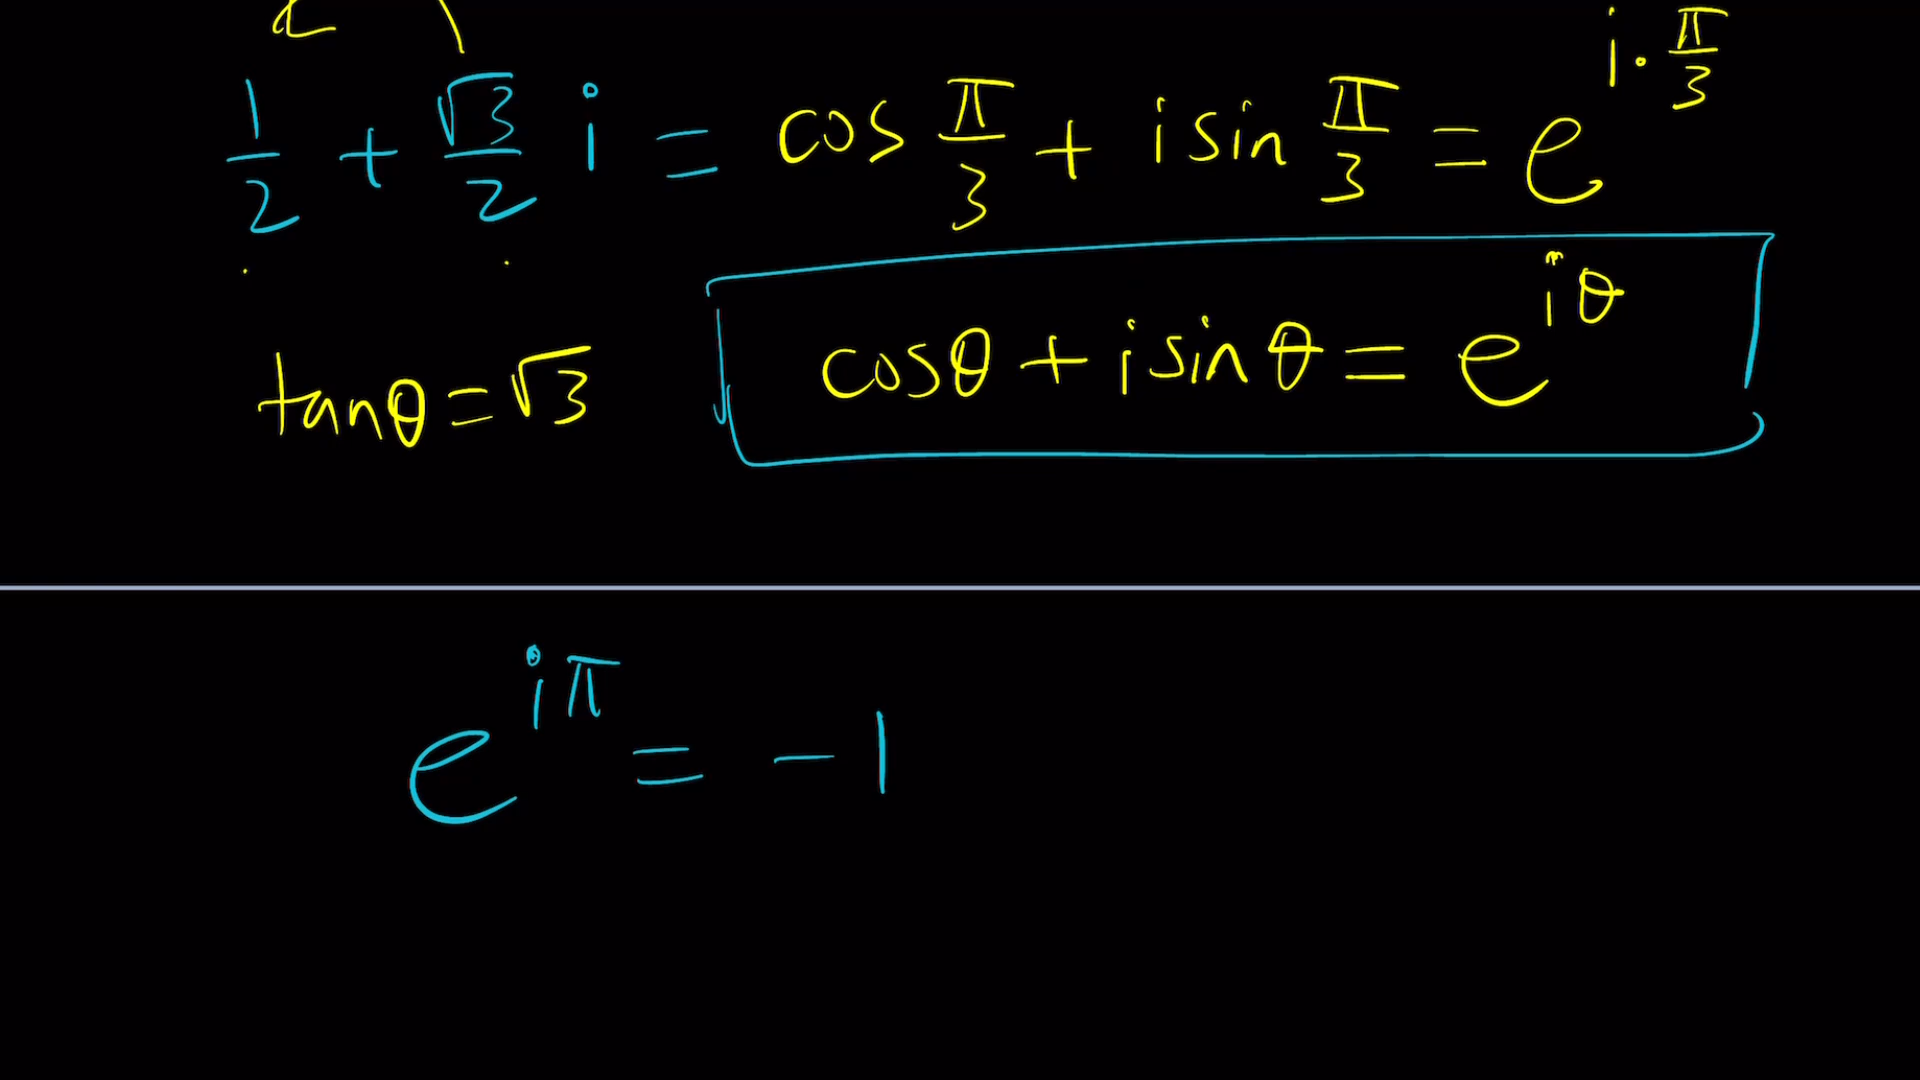 1/2 + √3/2 i = cos π/3 + i sin π/3 = e^(i·π/3)
tanθ = √3
cosθ + i sinθ = e^(iθ)
e^(iπ) = -1